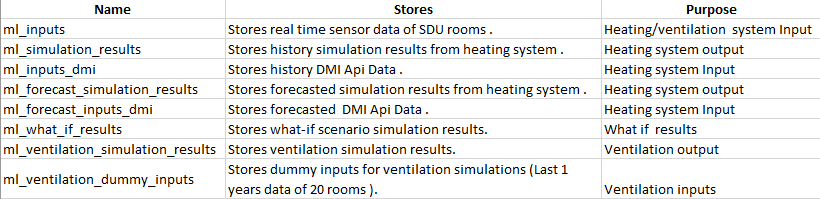 Name Stores Purpose
ml_inputs Stores real time sensor data of SDU rooms . Heating/ventilation system Input
ml_simulation_results Stores history simulation results from heating system . Heating system output
ml_inputs_dmi Stores history DMI Api Data . Heating system Input
ml_forecast_simulation_results Stores forecasted simulation results from heating system . Heating system output
ml_forecast_inputs_dmi Stores forecasted DMI Api Data . Heating system Input
ml_what_if_results Stores what-if scenario simulation results. What if results
ml_ventilation_simulation_results Stores ventilation simulation results. Ventilation output
ml_ventilation_dummy_inputs Stores dummy inputs for ventilation simulations (Last 1
years data of 20 rooms ). Ventilation inputs